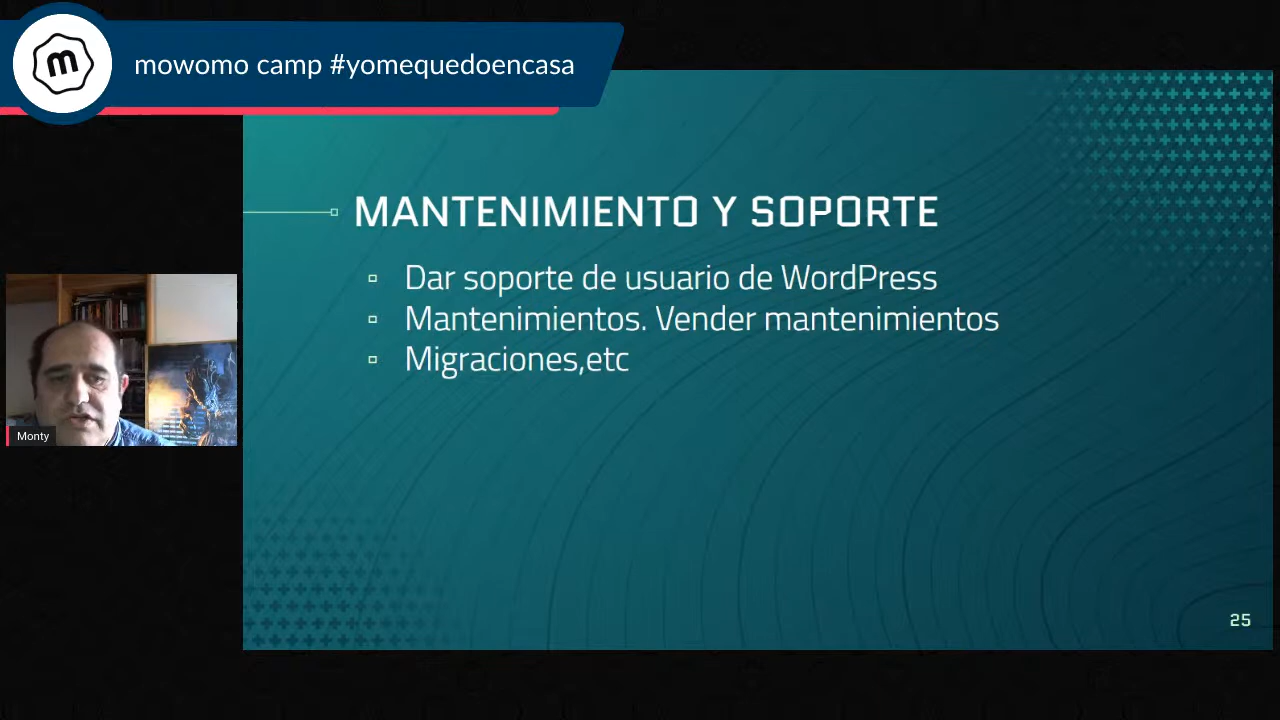 m
mowomo camp #yomequedoencasa
MANTENIMIENTO Y SOPORTE
Dar soporte de usuario de WordPress
Mantenimientos. Vender mantenimientos
Migraciones,etc
Monty
25